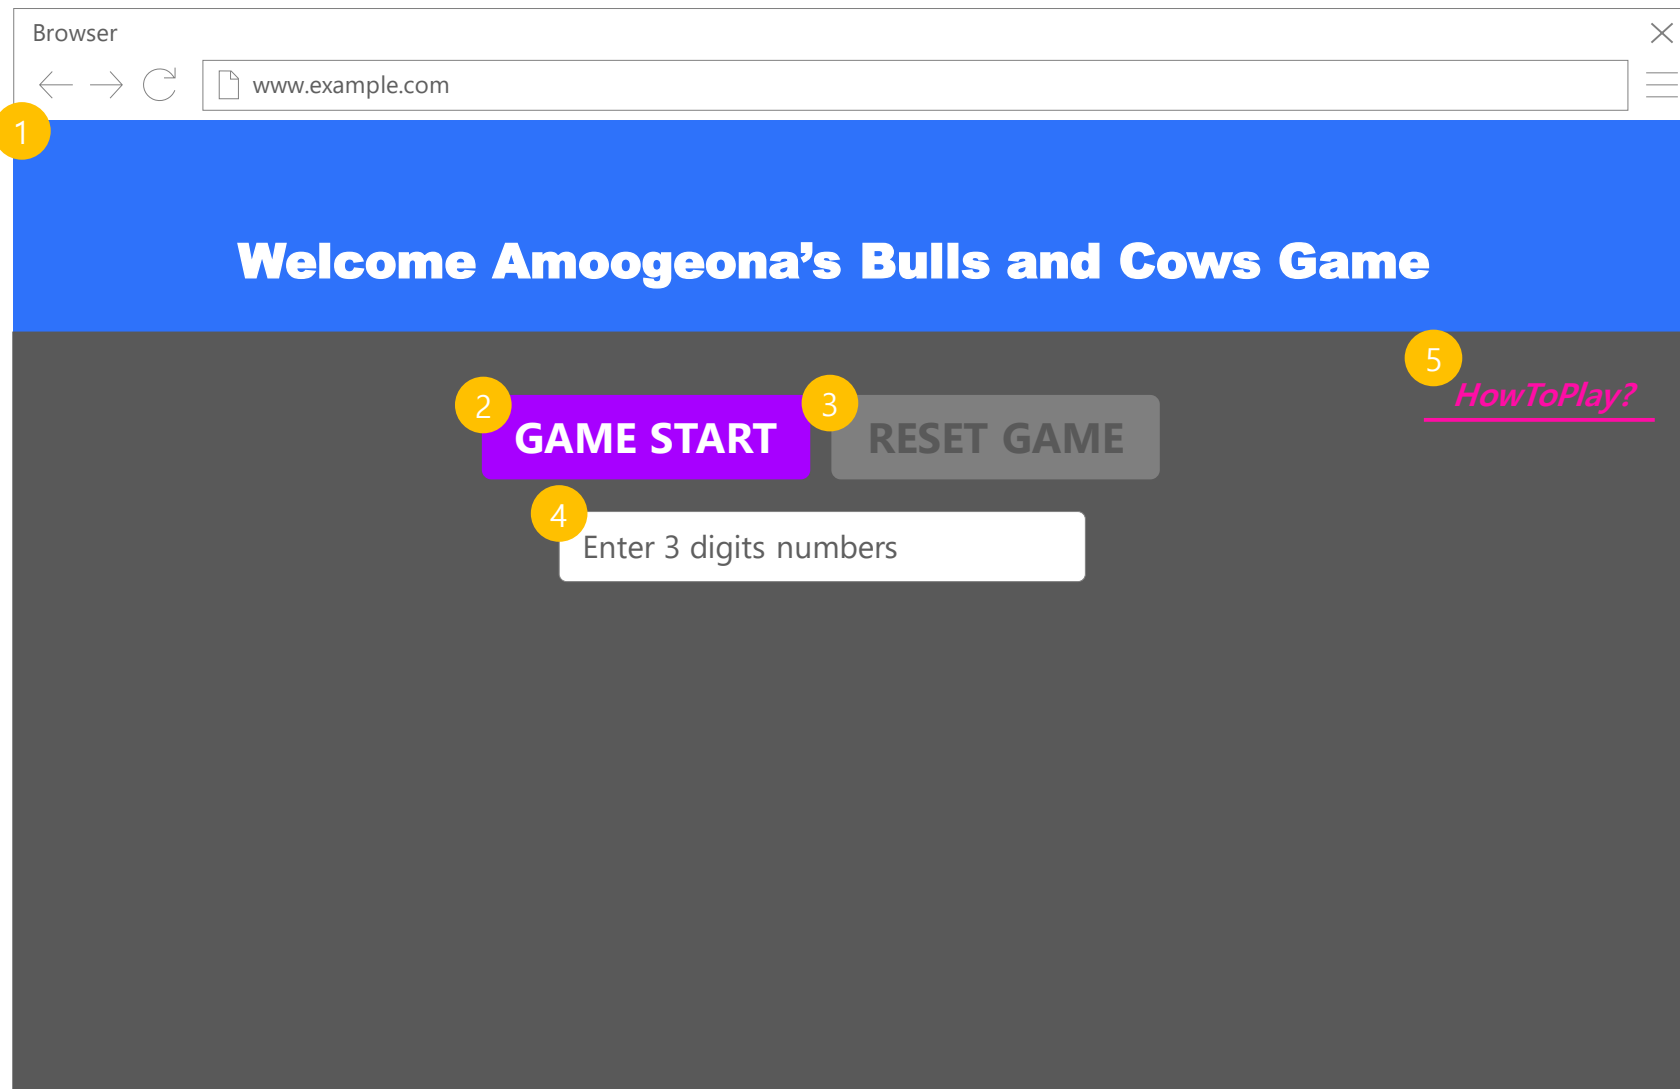 Browser
www.example.com
1
Welcome Amoogeona’s Bulls and Cows Game
5
HowToPlay?
2
GAME START
3
RESET GAME
4
Enter 3 digits numbers